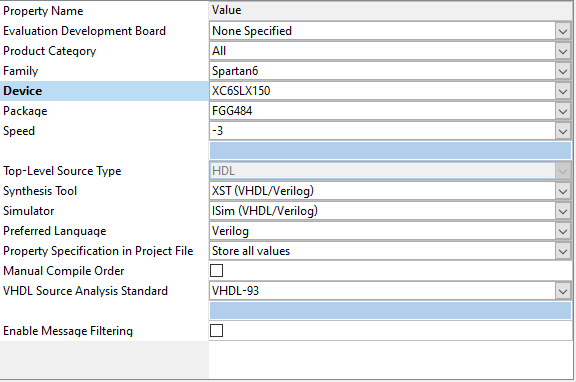 Property Name Value
Evaluation Development Board None Specified
Product Category All
Family Spartan6
Device XC6SLX150
Package FGG484
Speed -3
Top-Level Source Type HDL
Synthesis Tool XST (VHDL/Verilog)
Simulator ISim (VHDL/Verilog)
Preferred Language Verilog
Property Specification in Project File Store all values
Manual Compile Order
VHDL Source Analysis Standard VHDL-93
Enable Message Filtering